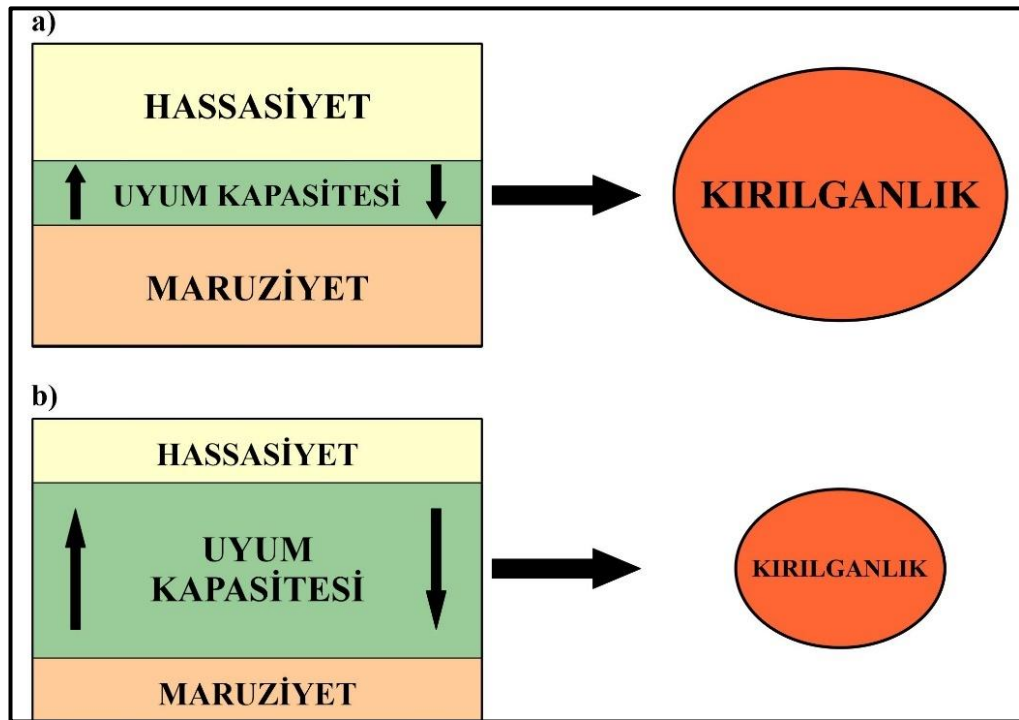 a)
HASSASİYET
UYUM KAPASİTESİ
MARUZİYET
KIRILGANLIK
b)
HASSASİYET
UYUM
KAPASİTESİ
MARUZİYET
KIRILGANLIK